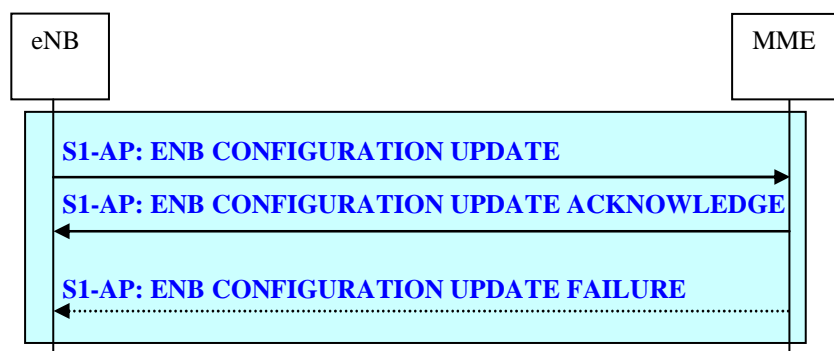 eNB
MME
S1-AP: ENB CONFIGURATION UPDATE
S1-AP: ENB CONFIGURATION UPDATE ACKNOWLEDGE
S1-AP: ENB CONFIGURATION UPDATE FAILURE